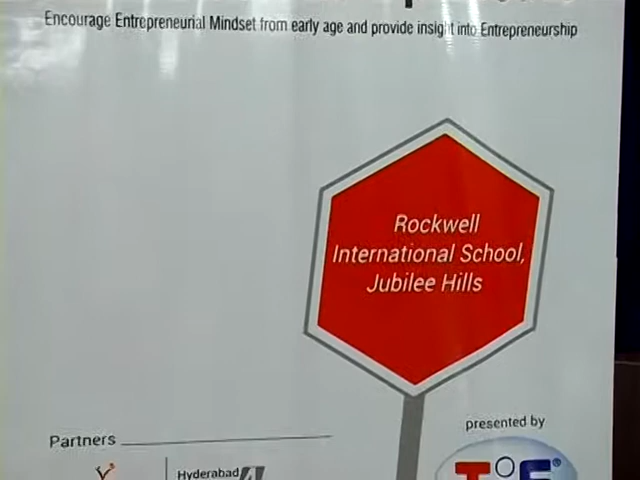 Encourage Entrepreneurial Mindset from early age and provide insight into Entrepreneurship
Rockwell
International School,
Jubilee Hills
Partners
presented by
Hyderabad